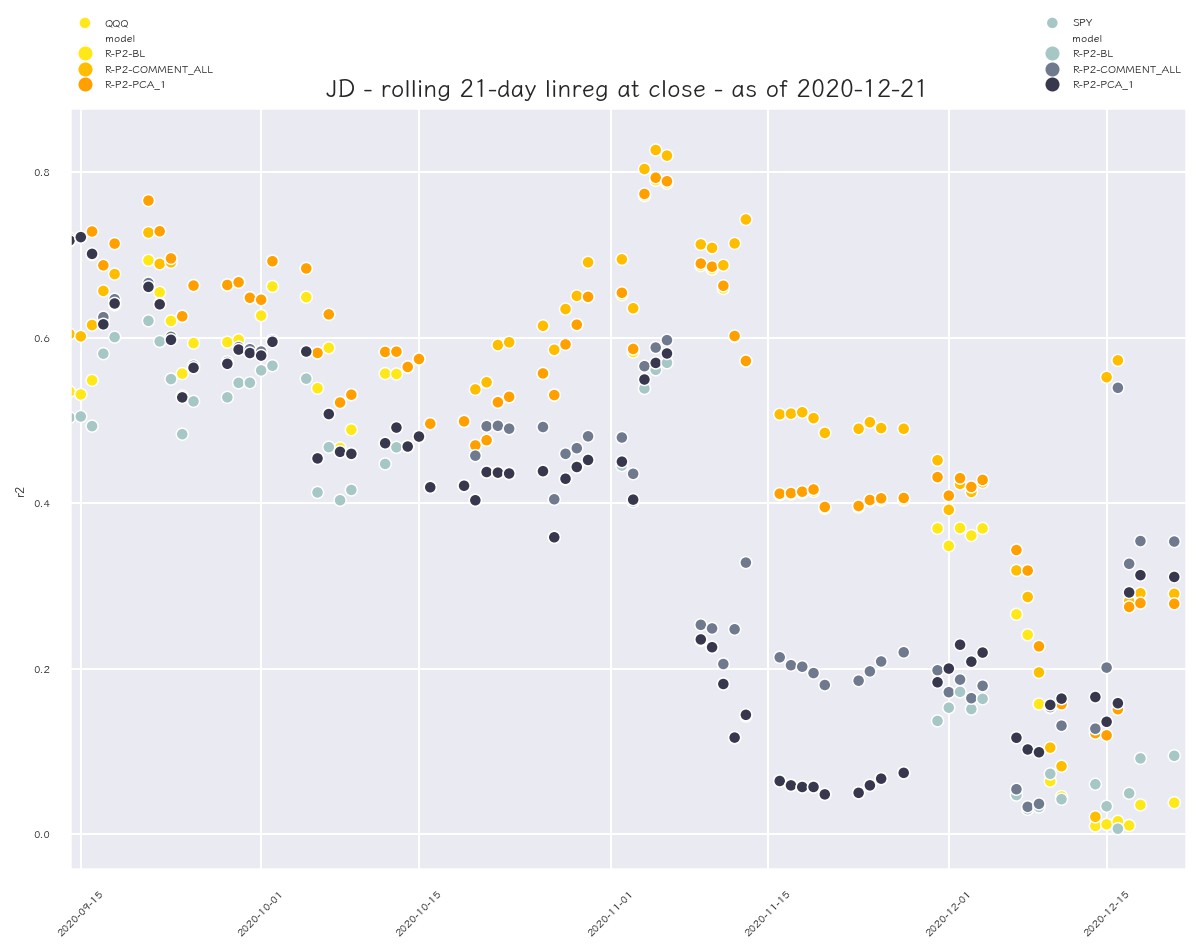 QQQ
model
R-P2-BL
R-P2-COMMENT_ALL
R-P2-PCA_1
SPY
model
R-P2-BL
R-P2-COMMENT_ALL
R-P2-PCA_1
JD - rolling 21-day linreg at close - as of 2020-12-21
r2
0.8
0.6
0.4
0.2
0.0
2020-09-15
2020-10-01
2020-10-15
2020-11-01
2020-11-15
2020-12-01
2020-12-15